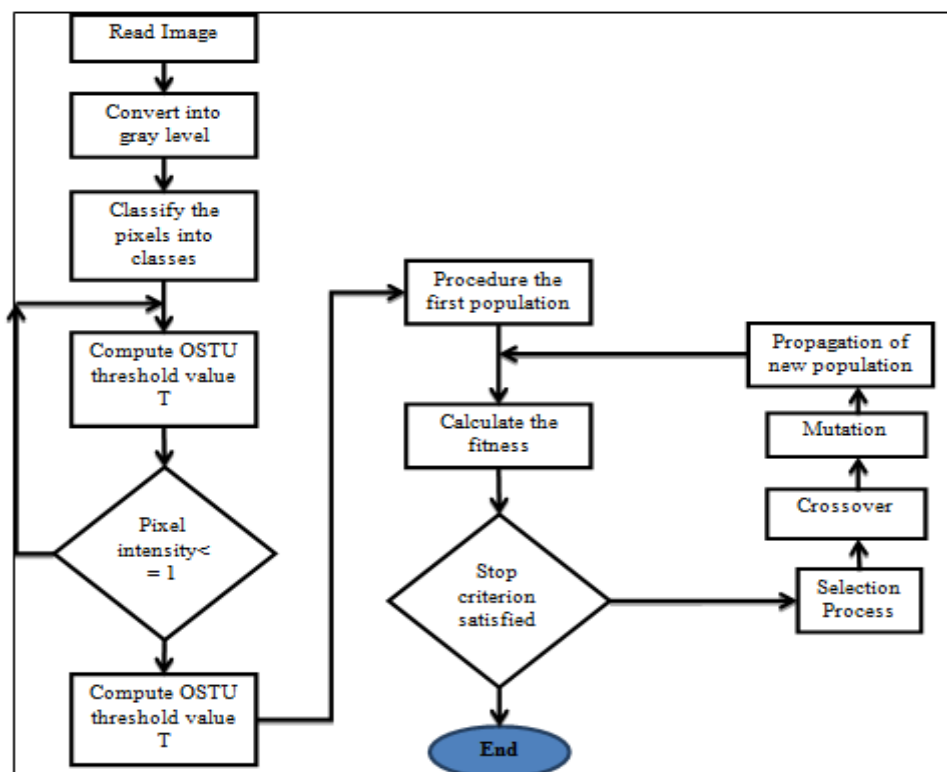 Read Image
Convert into
gray level
Classify the
pixels into
classes
Compute OSTU
threshold value
T
Pixel
intensity<
= 1
Compute OSTU
threshold value
T
Procedure the
first population
Calculate the
fitness
Stop
criterion
satisfied
End
Selection
Process
Crossover
Mutation
Propagation of
new population